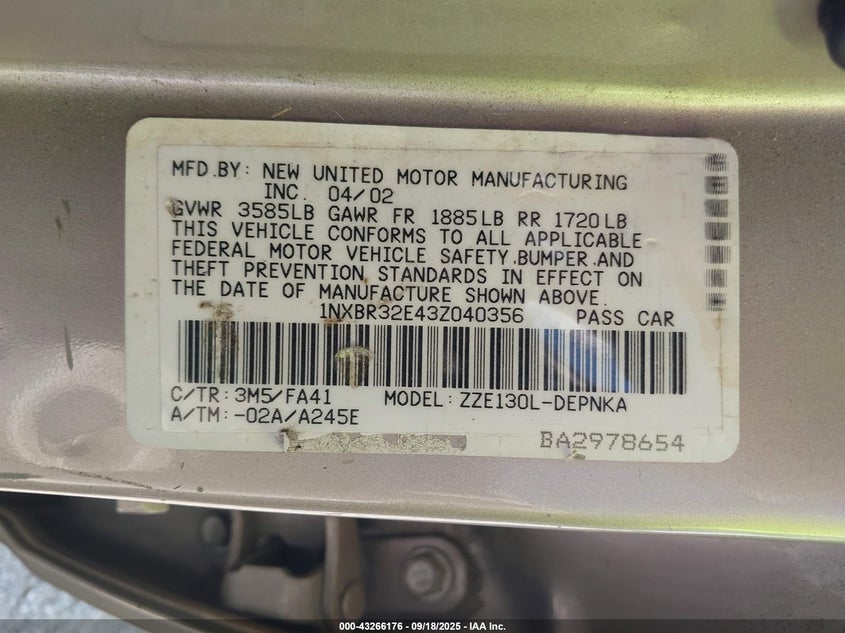 MFD.BY: NEW UNITED MOTOR MANUFACTURING
INC. 04/02
GVWR 3585LB GAWR FR 1885LB RR 1720LB
THIS VEHICLE CONFORMS TO ALL APPLICABLE
FEDERAL MOTOR VEHICLE SAFETY,BUMPER,AND
THEFT PREVENTION STANDARDS IN EFFECT ON
THE DATE OF MANUFACTURE SHOWN ABOVE.
1NXBR32E43Z040356 PASS CAR
C/TR:3M5/FA41 MODEL:ZZE130L-DEPNKA
A/TM:-02A/A245E
BA2978654
000-43266176 - 09/18/2025 - IAA Inc.